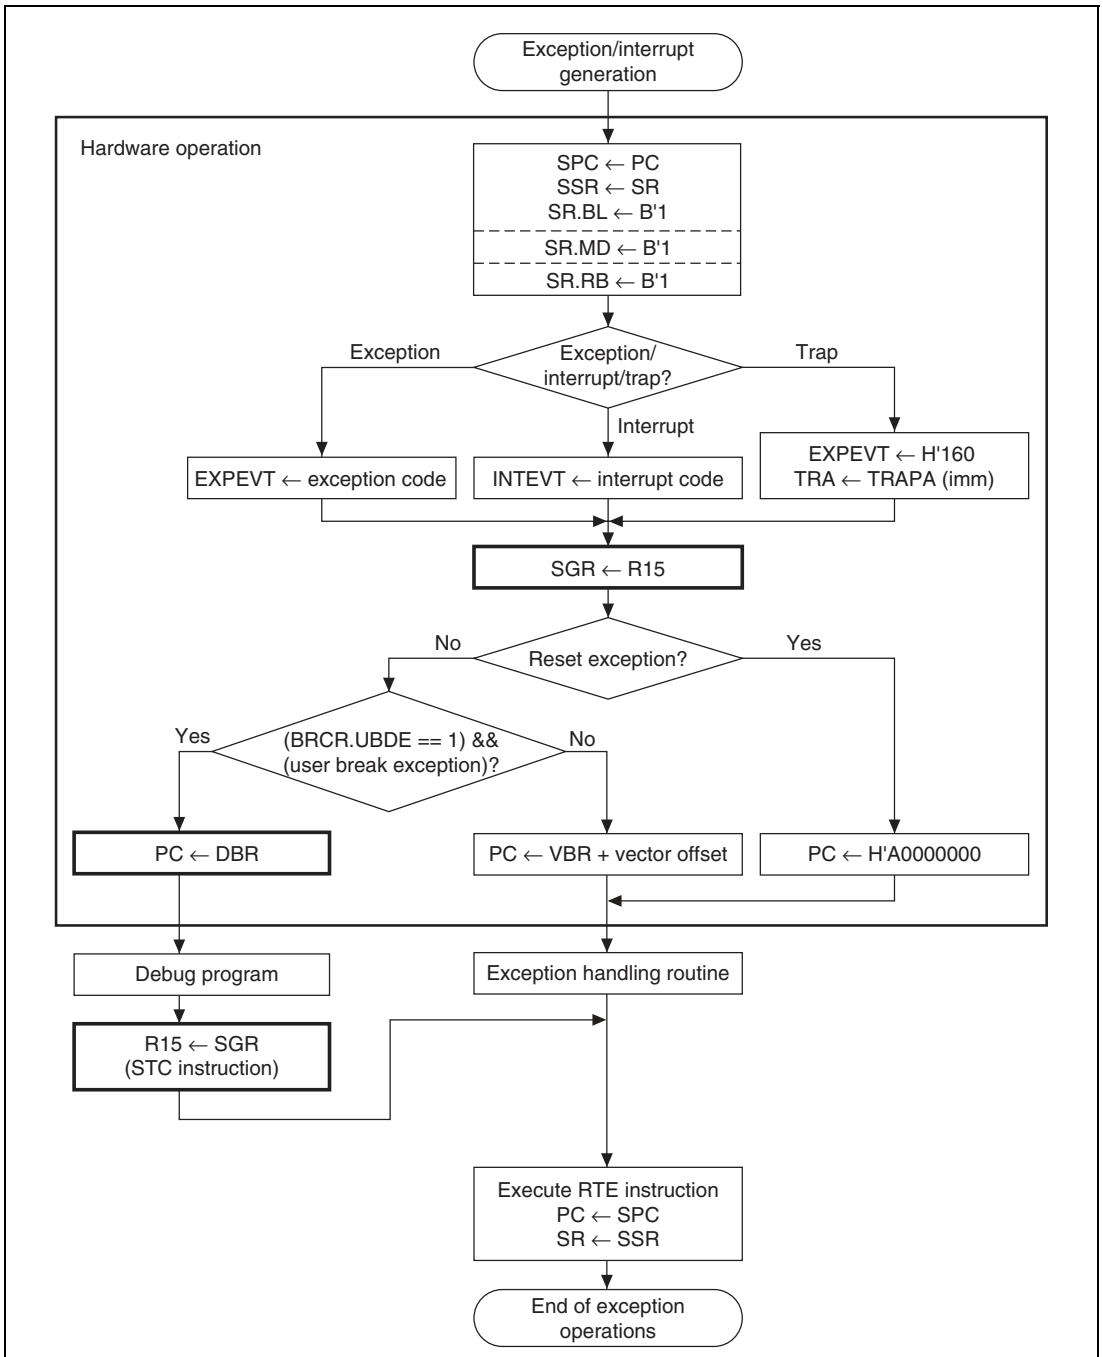 Exception/interrupt
generation
Hardware operation
SPC ← PC
SSR ← SR
SR.BL ← B'1
SR.MD ← B'1
SR.RB ← B'1
Exception
Exception/
interrupt/trap?
Trap
Interrupt
EXPEVT ← exception code
INTEVT ← interrupt code
EXPEVT ← H'160
TRA ← TRAPA (imm)
SGR ← R15
No
Reset exception?
Yes
Yes
(BRCR.UBDE == 1) &&
(user break exception)?
No
PC ← DBR
PC ← VBR + vector offset
PC ← H'A0000000
Debug program
Exception handling routine
R15 ← SGR
(STC instruction)
Execute RTE instruction
PC ← SPC
SR ← SSR
End of exception
operations